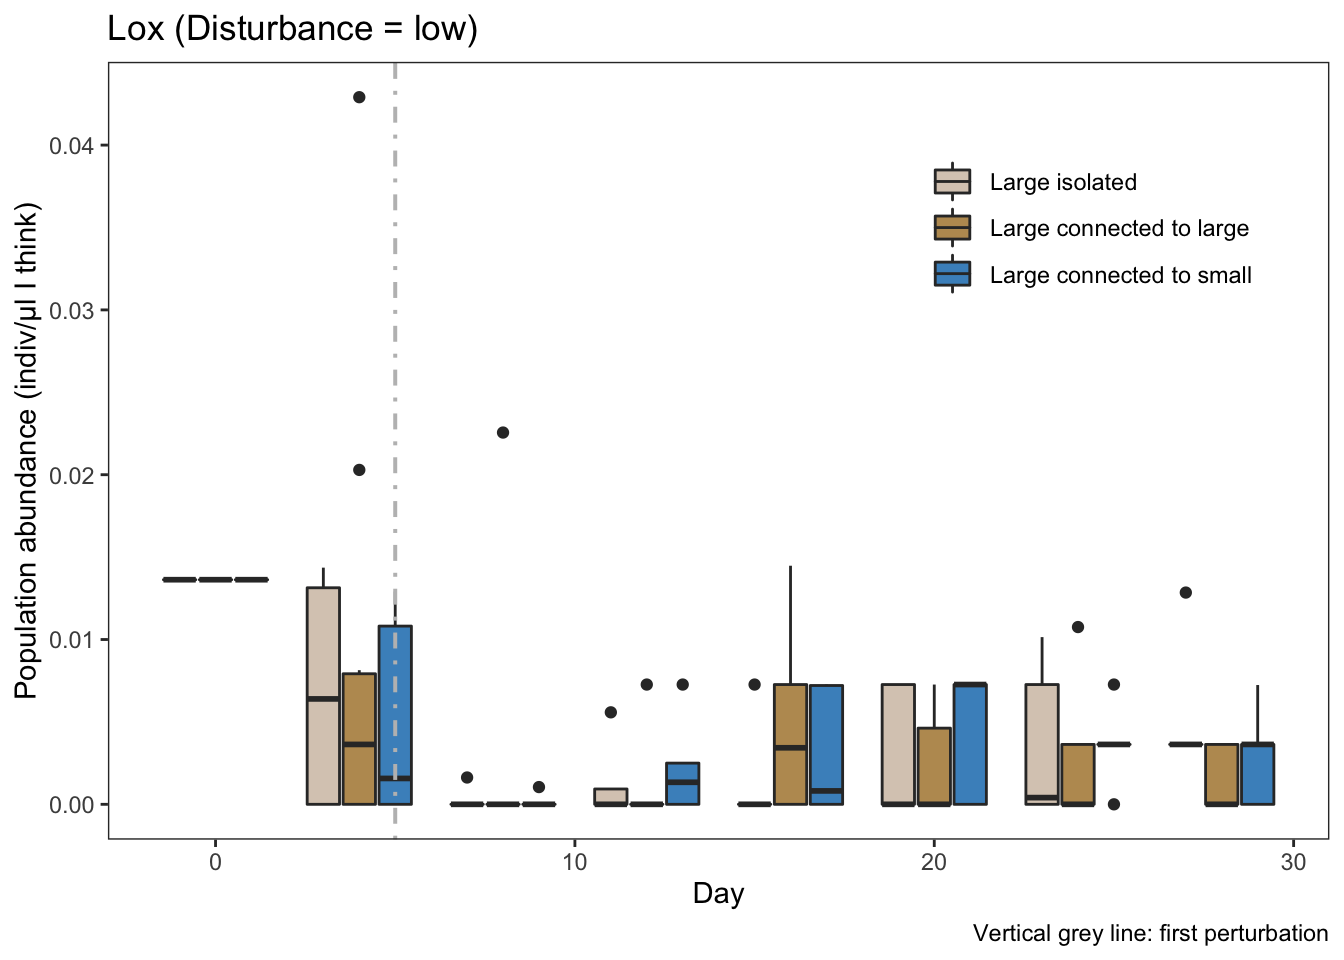 Lox (Disturbance = low)
Population abundance (indiv/µl I think)
0.04
0.03
0.02
0.01
0.00
Large isolated
Large connected to large
Large connected to small
0 10 20 30
Day
Vertical grey line: first perturbation